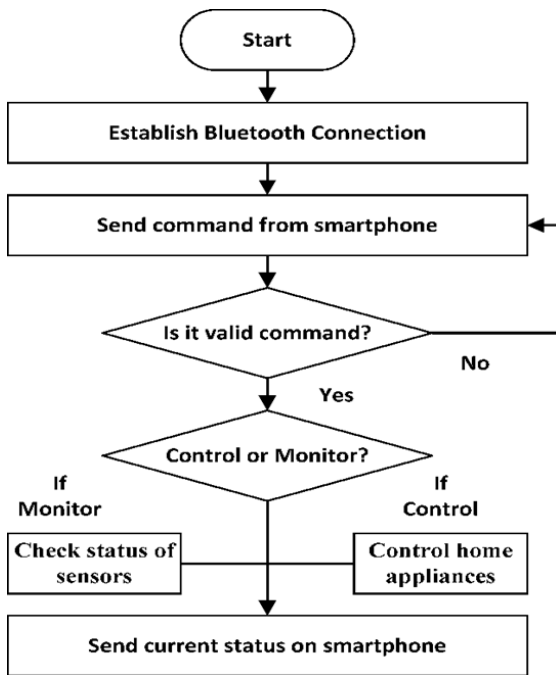 Start
Establish Bluetooth Connection
Send command from smartphone
Is it valid command?
No
Yes
Control or Monitor?
If
Monitor
If
Control
Check status of
sensors
Control home
appliances
Send current status on smartphone